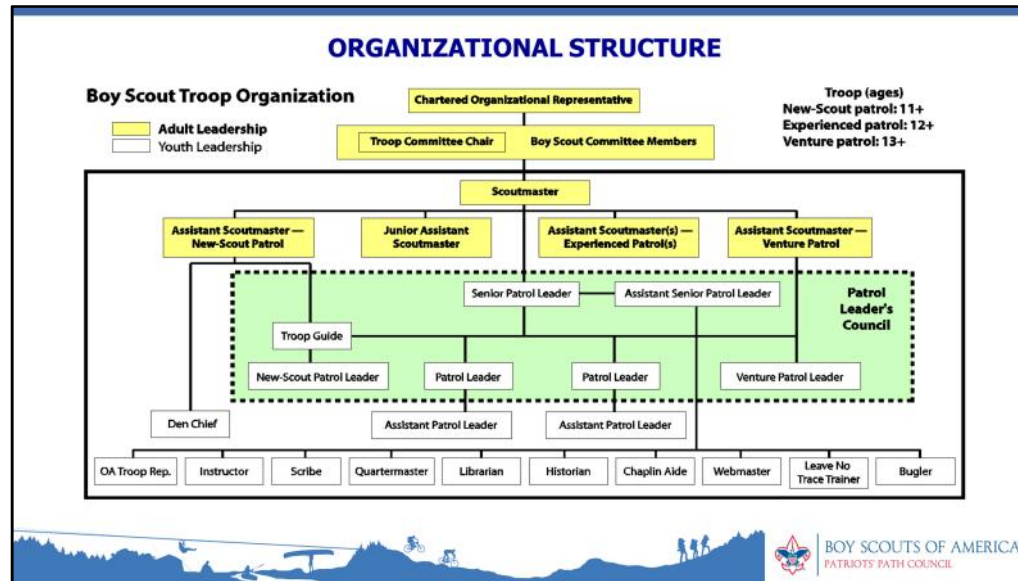 ORGANIZATIONAL STRUCTURE
Boy Scout Troop Organization
Adult Leadership
Youth Leadership
Chartered Organizational Representative
Troop (ages)
New-Scout patrol: 11+
Experienced patrol: 12+
Venture patrol: 13+
Troop Committee Chair
Boy Scout Committee Members
Scoutmaster
Assistant Scoutmaster —
New-Scout Patrol
Junior Assistant
Scoutmaster
Assistant Scoutmaster(s) —
Experienced Patrol(s)
Assistant Scoutmaster —
Venture Patrol
Senior Patrol Leader
Assistant Senior Patrol Leader
Patrol
Leader's
Council
Troop Guide
New-Scout Patrol Leader
Patrol Leader
Patrol Leader
Venture Patrol Leader
Den Chief
Assistant Patrol Leader
Assistant Patrol Leader
OA Troop Rep.
Instructor
Scribe
Quartermaster
Librarian
Historian
Chaplin Aide
Webmaster
Leave No
Trace Trainer
Bugler
BOY SCOUTS OF AMERICA
PATRIOTS' PATH COUNCIL